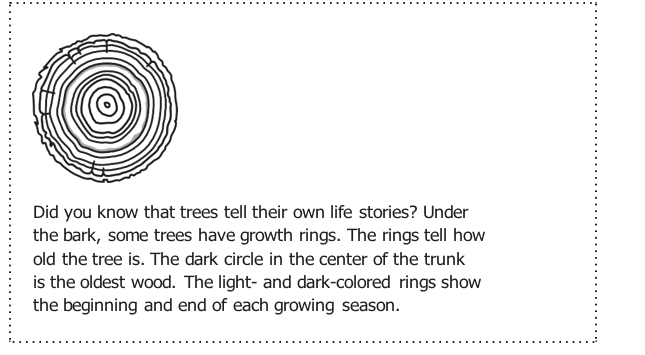 Did you know that trees tell their own life stories? Under
the bark, some trees have growth rings. The rings tell how
old the tree is. The dark circle in the center of the trunk
is the oldest wood. The light- and dark-colored rings show
the beginning and end of each growing season.